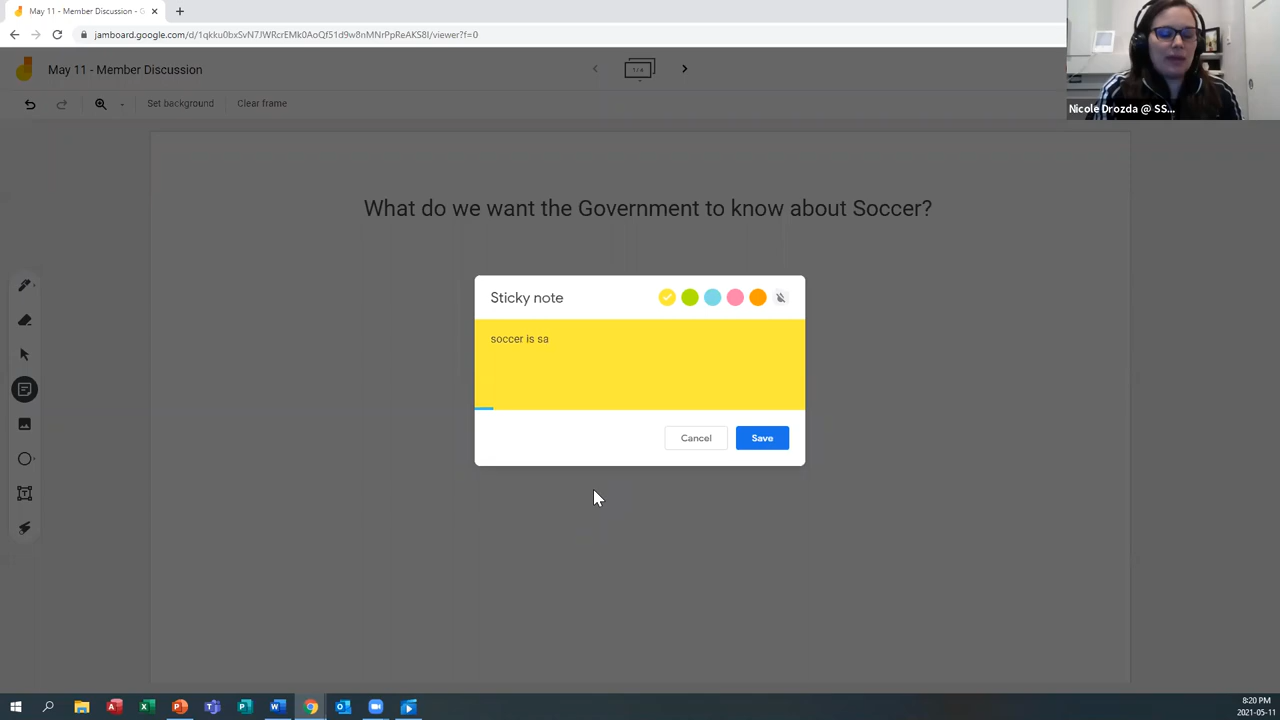 May 11 - Member Discussion - G
jamboard.google.com/d/1qkku0bxSvN7JWRcrEMk0AoQf51d9w8nMNrPpReAKS8I/viewer?f=0
May 11 - Member Discussion
Set background
Clear frame
Nicole Drozda @ SS...
What do we want the Government to know about Soccer?
Sticky note
soccer is sa
Cancel
Save
8:20 PM
2021-05-11